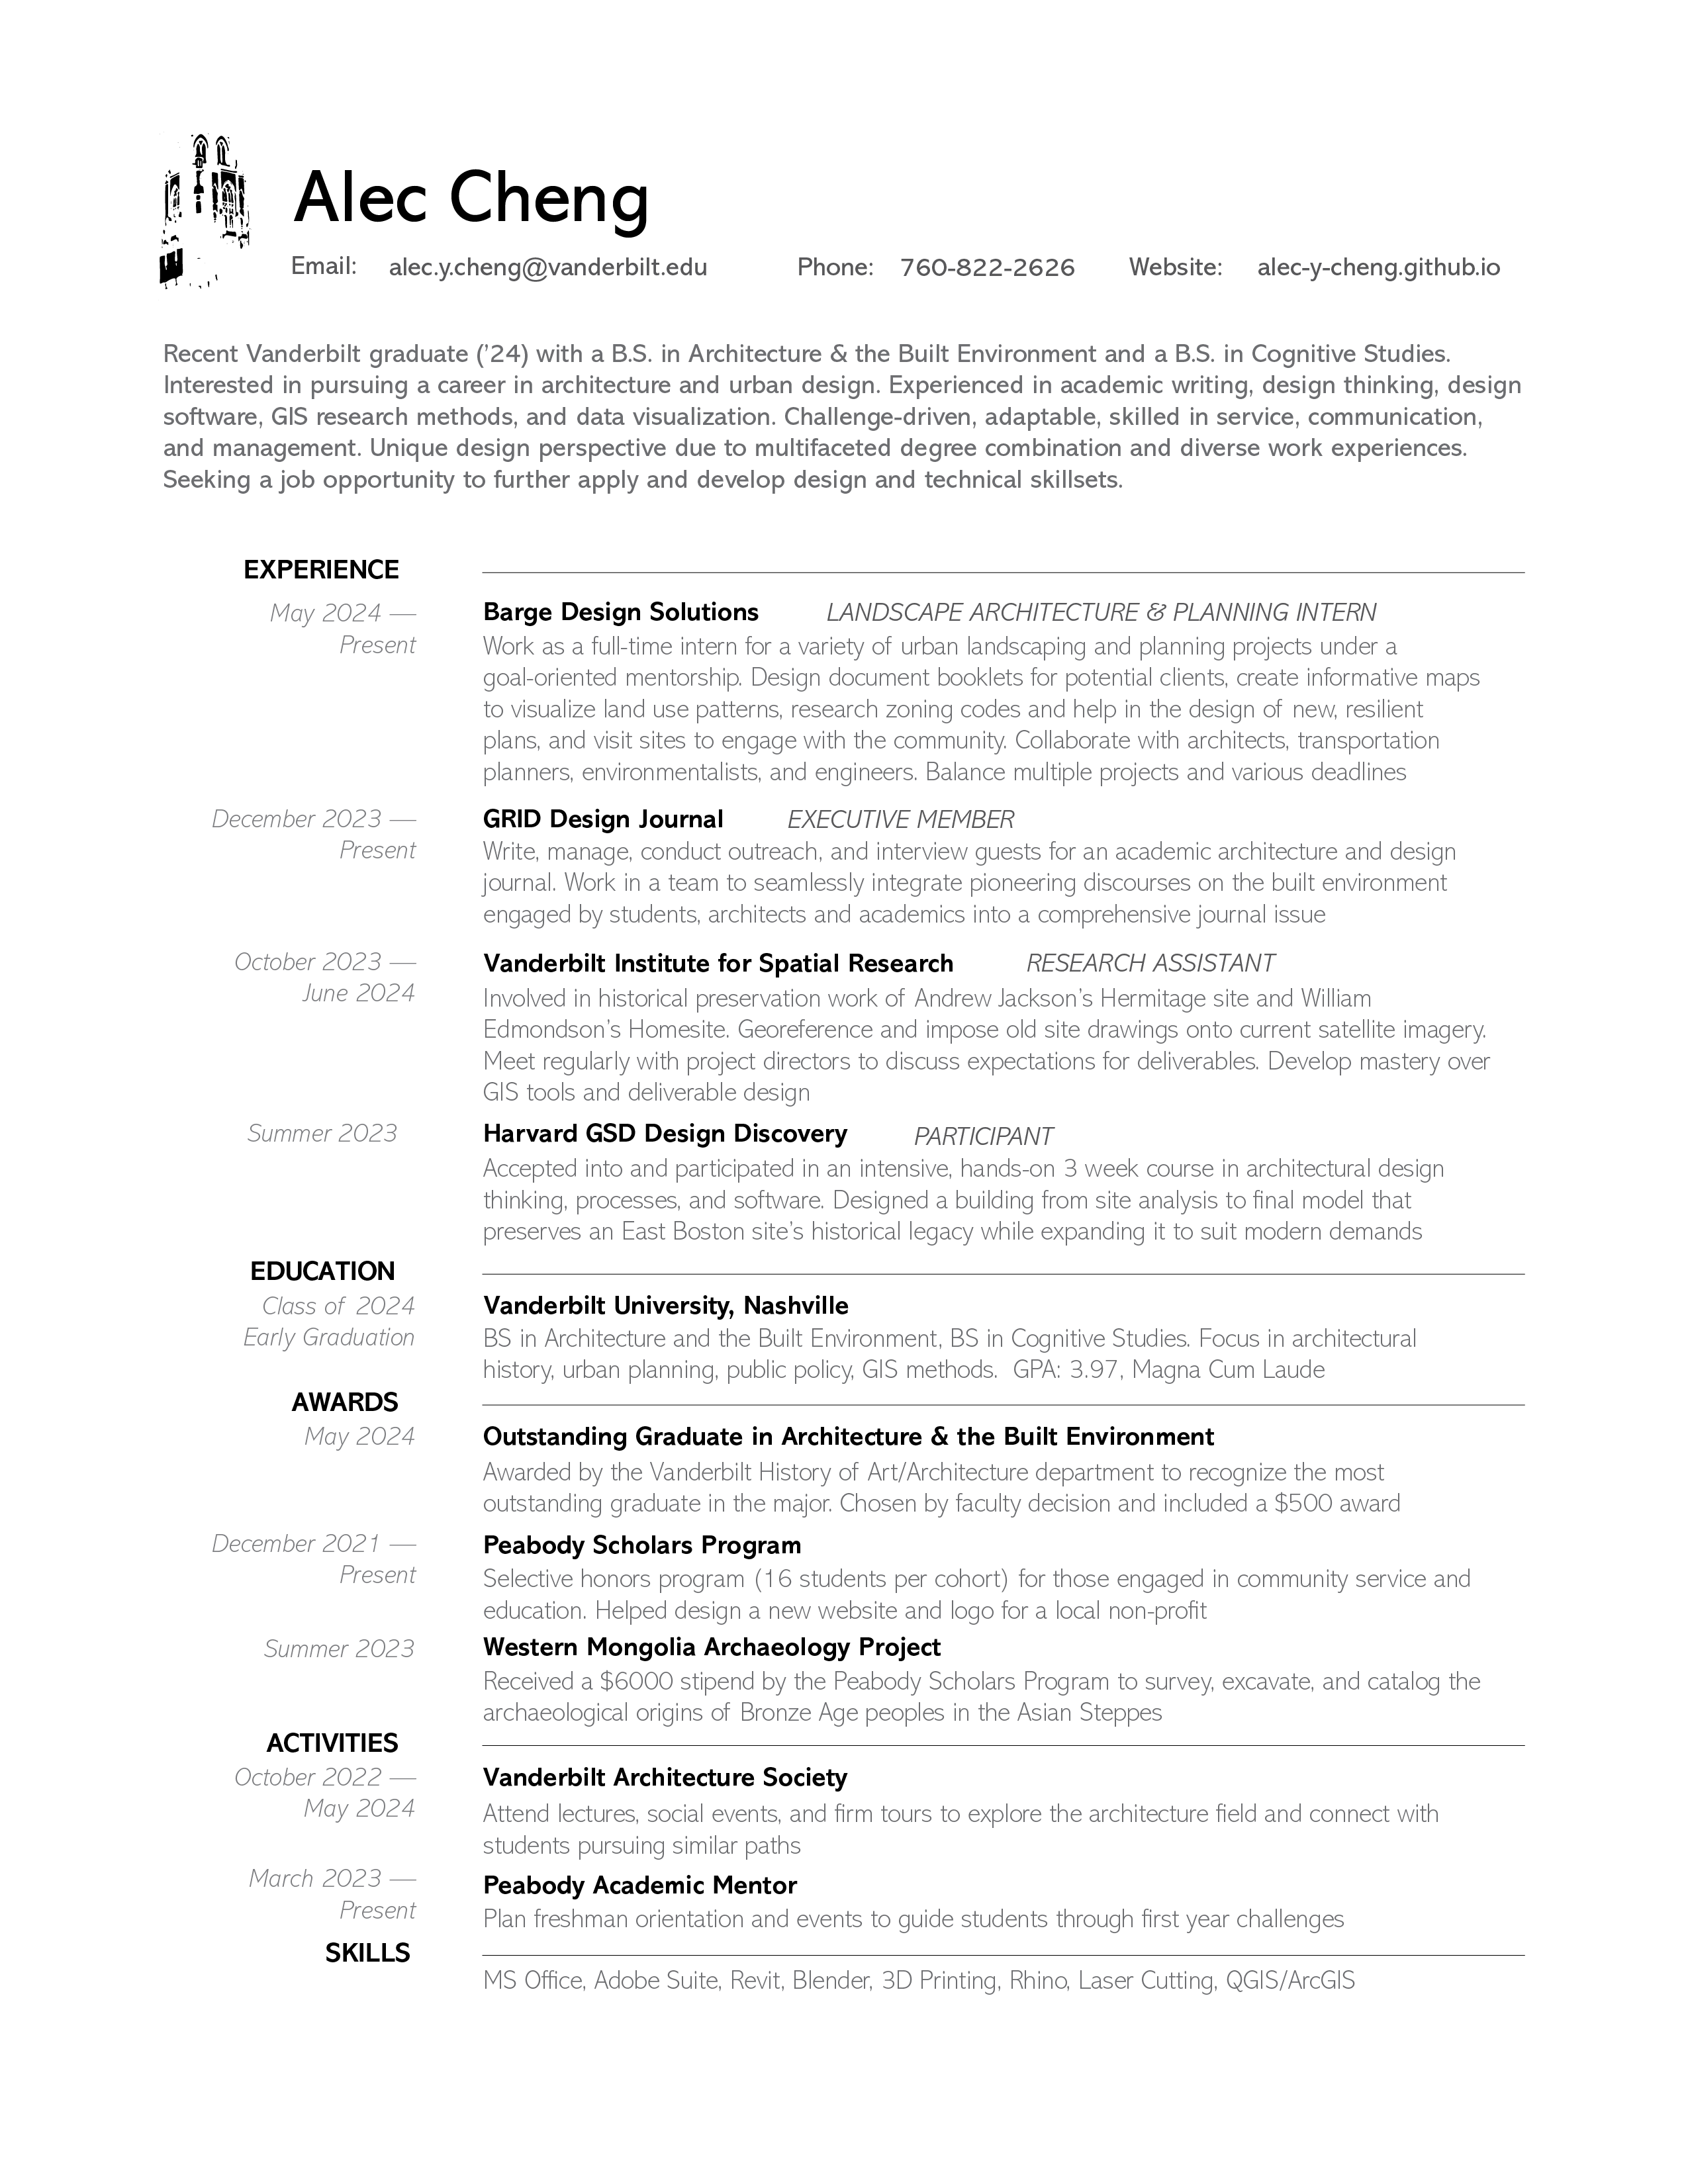 Alec Cheng
Email: alec.y.cheng@vanderbilt.edu Phone: 760-822-2626 Website: alec-y-cheng.github.io
Recent Vanderbilt graduate (’24) with a B.S. in Architecture & the Built Environment and a B.S. in Cognitive Studies.
Interested in pursuing a career in architecture and urban design. Experienced in academic writing, design thinking, design
software, GIS research methods, and data visualization. Challenge-driven, adaptable, skilled in service, communication,
and management. Unique design perspective due to multifaceted degree combination and diverse work experiences.
Seeking a job opportunity to further apply and develop design and technical skillsets.
EXPERIENCE
May 2024 —
Present
Barge Design Solutions LANDSCAPE ARCHITECTURE & PLANNING INTERN
Work as a full-time intern for a variety of urban landscaping and planning projects under a
goal-oriented mentorship. Design document booklets for potential clients, create informative maps
to visualize land use patterns, research zoning codes and help in the design of new, resilient
plans, and visit sites to engage with the community. Collaborate with architects, transportation
planners, environmentalists, and engineers. Balance multiple projects and various deadlines
December 2023 —
Present
GRID Design Journal EXECUTIVE MEMBER
Write, manage, conduct outreach, and interview guests for an academic architecture and design
journal. Work in a team to seamlessly integrate pioneering discourses on the built environment
engaged by students, architects and academics into a comprehensive journal issue
October 2023 —
June 2024
Vanderbilt Institute for Spatial Research RESEARCH ASSISTANT
Involved in historical preservation work of Andrew Jackson’s Hermitage site and William
Edmondson’s Homesite. Georeference and impose old site drawings onto current satellite imagery.
Meet regularly with project directors to discuss expectations for deliverables. Develop mastery over
GIS tools and deliverable design
Summer 2023
Harvard GSD Design Discovery PARTICIPANT
Accepted into and participated in an intensive, hands-on 3 week course in architectural design
thinking, processes, and software. Designed a building from site analysis to final model that
preserves an East Boston site’s historical legacy while expanding it to suit modern demands
EDUCATION
Class of 2024
Early Graduation
Vanderbilt University, Nashville
BS in Architecture and the Built Environment, BS in Cognitive Studies. Focus in architectural
history, urban planning, public policy, GIS methods. GPA: 3.97, Magna Cum Laude
AWARDS
May 2024
Outstanding Graduate in Architecture & the Built Environment
Awarded by the Vanderbilt History of Art/Architecture department to recognize the most
outstanding graduate in the major. Chosen by faculty decision and included a $500 award
December 2021 —
Present
Peabody Scholars Program
Selective honors program (16 students per cohort) for those engaged in community service and
education. Helped design a new website and logo for a local non-profit
Summer 2023
Western Mongolia Archaeology Project
Received a $6000 stipend by the Peabody Scholars Program to survey, excavate, and catalog the
archaeological origins of Bronze Age peoples in the Asian Steppes
ACTIVITIES
October 2022 —
May 2024
Vanderbilt Architecture Society
Attend lectures, social events, and firm tours to explore the architecture field and connect with
students pursuing similar paths
March 2023 —
Present
Peabody Academic Mentor
Plan freshman orientation and events to guide students through first year challenges
SKILLS
MS Office, Adobe Suite, Revit, Blender, 3D Printing, Rhino, Laser Cutting, QGIS/ArcGIS